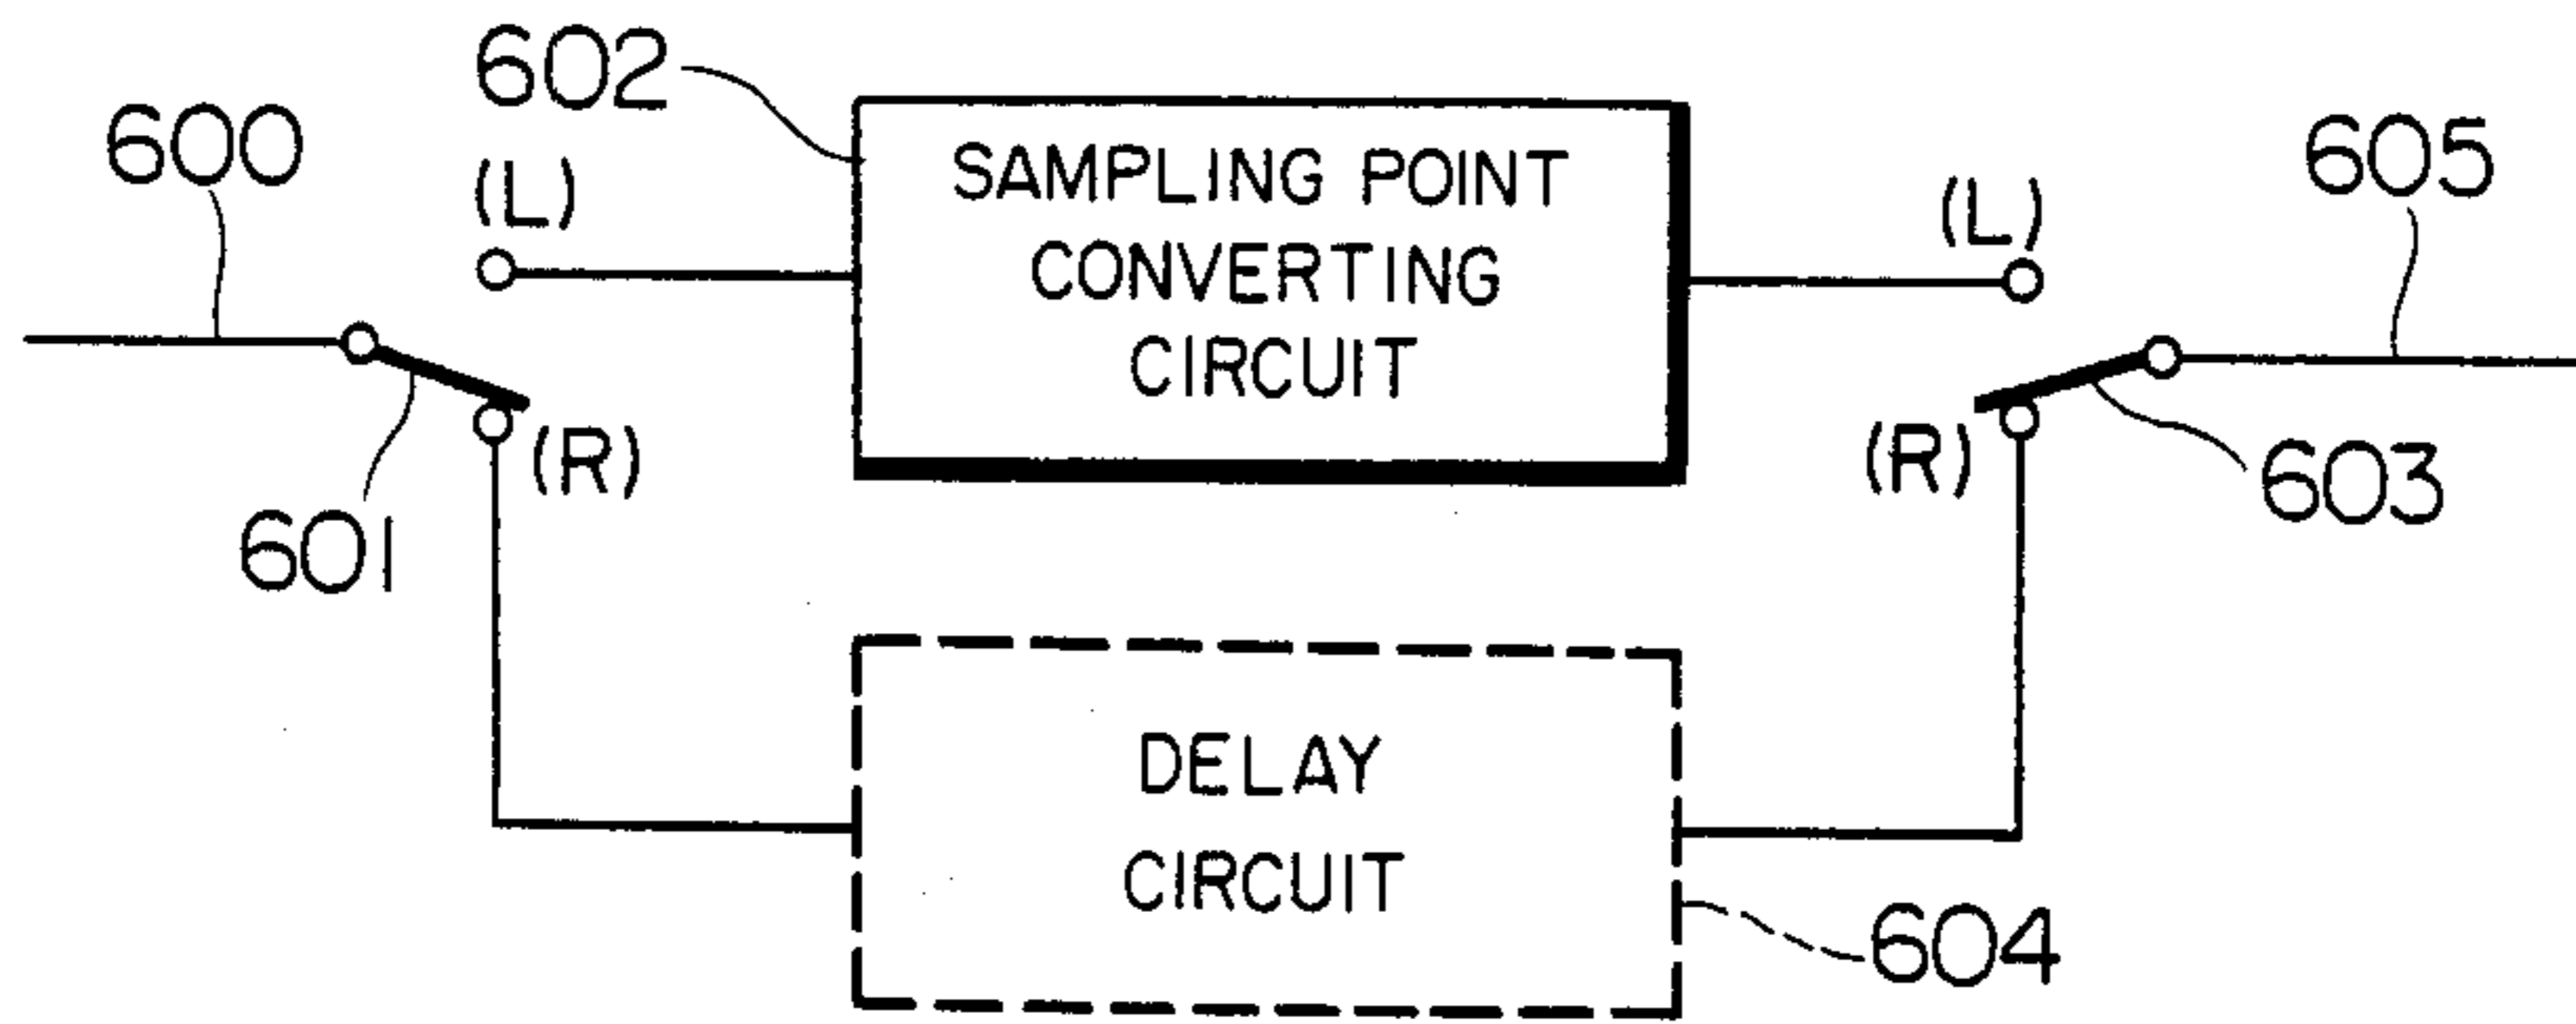 602
600
(L)
SAMPLING POINT
CONVERTING
CIRCUIT
605
(L)
(R)
601
(R)
603
DELAY
CIRCUIT
604